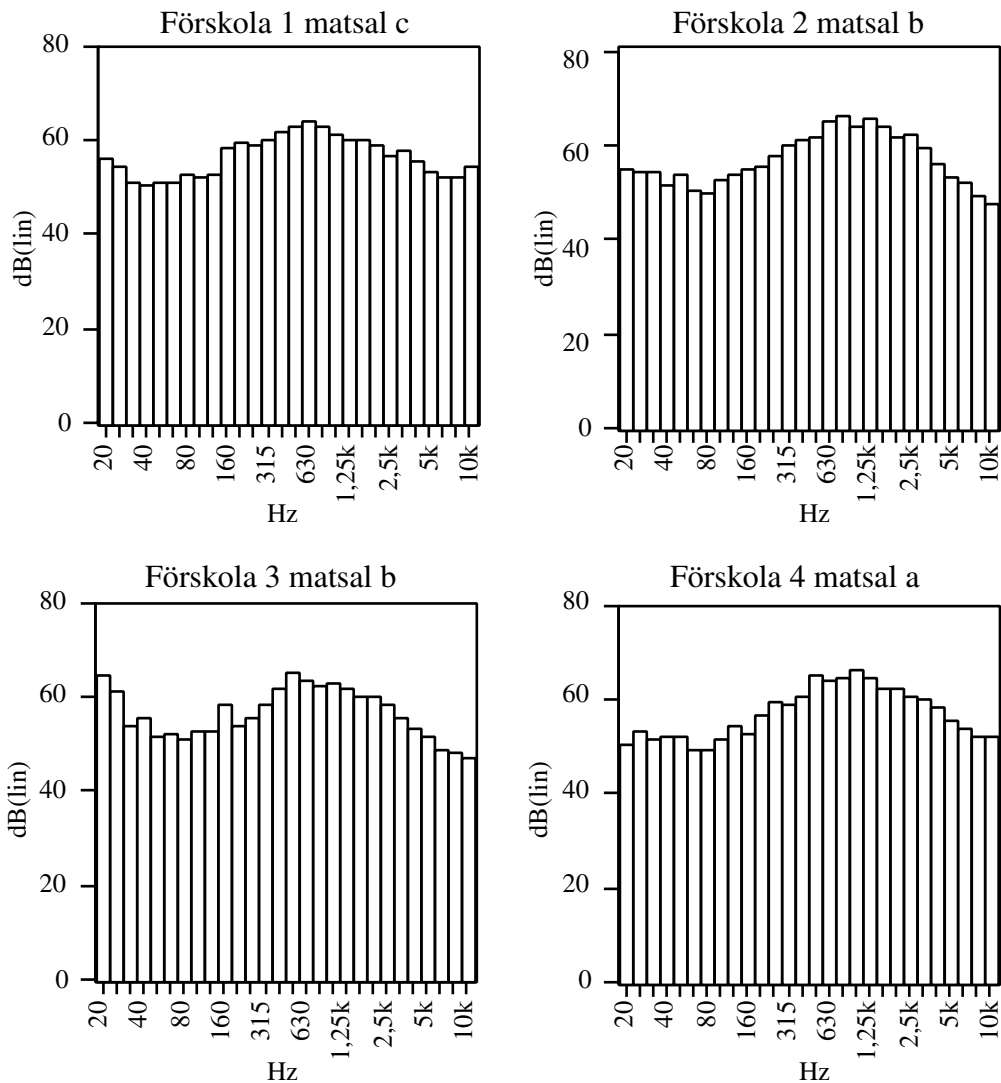 Förskola 1 matsal c
80
60
40
20
0
dB(lin)
20 40 80 160 315 630 1,25k 2,5k 5k 10k
Hz
Förskola 2 matsal b
80
60
40
20
0
dB(lin)
20 40 80 160 315 630 1,25k 2,5k 5k 10k
Hz
Förskola 3 matsal b
80
60
40
20
0
dB(lin)
20 40 80 160 315 630 1,25k 2,5k 5k 10k
Hz
Förskola 4 matsal a
80
60
40
20
0
dB(lin)
20 40 80 160 315 630 1,25k 2,5k 5k 10k
Hz